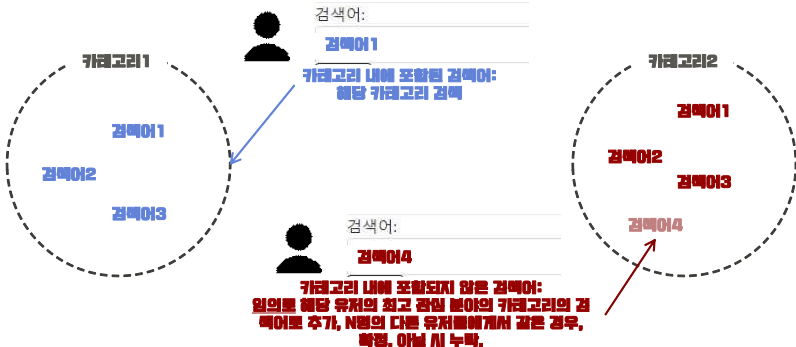 검색어:
검색어1
카테고리 내에 포함된 검색어:
해당 카테고리 검색
카테고리1
검색어1
검색어2
검색어3
카테고리2
검색어1
검색어2
검색어3
검색어4
검색어:
검색어4
카테고리 내에 포함되지 않은 검색어:
임의로 해당 유저의 최고 관심 분야의 카테고리의 검
색어로 추가, N명의 다른 유저들에게서 같은 경우,
확정, 아닐 시 누락.